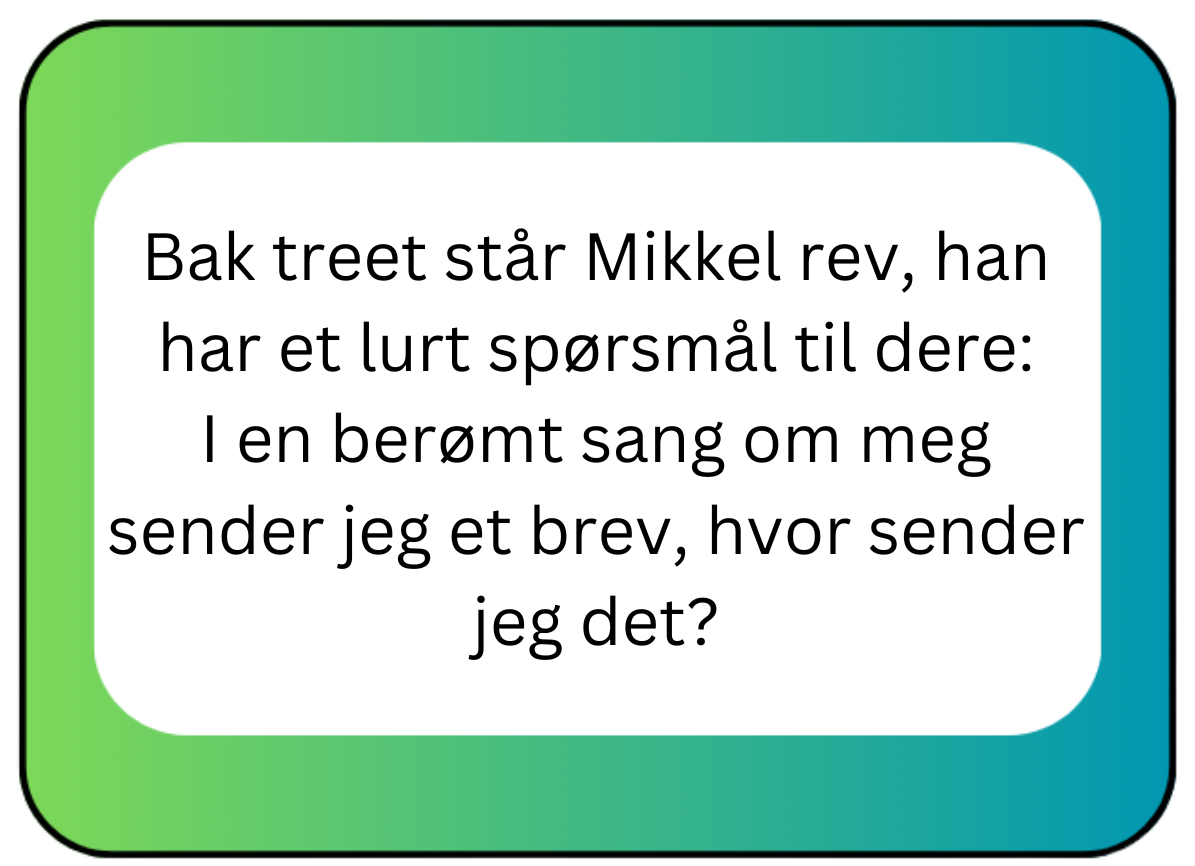 Bak treet står Mikkel rev, han
har et lurt spørsmål til dere:
I en berømt sang om meg
sender jeg et brev, hvor sender
jeg det?